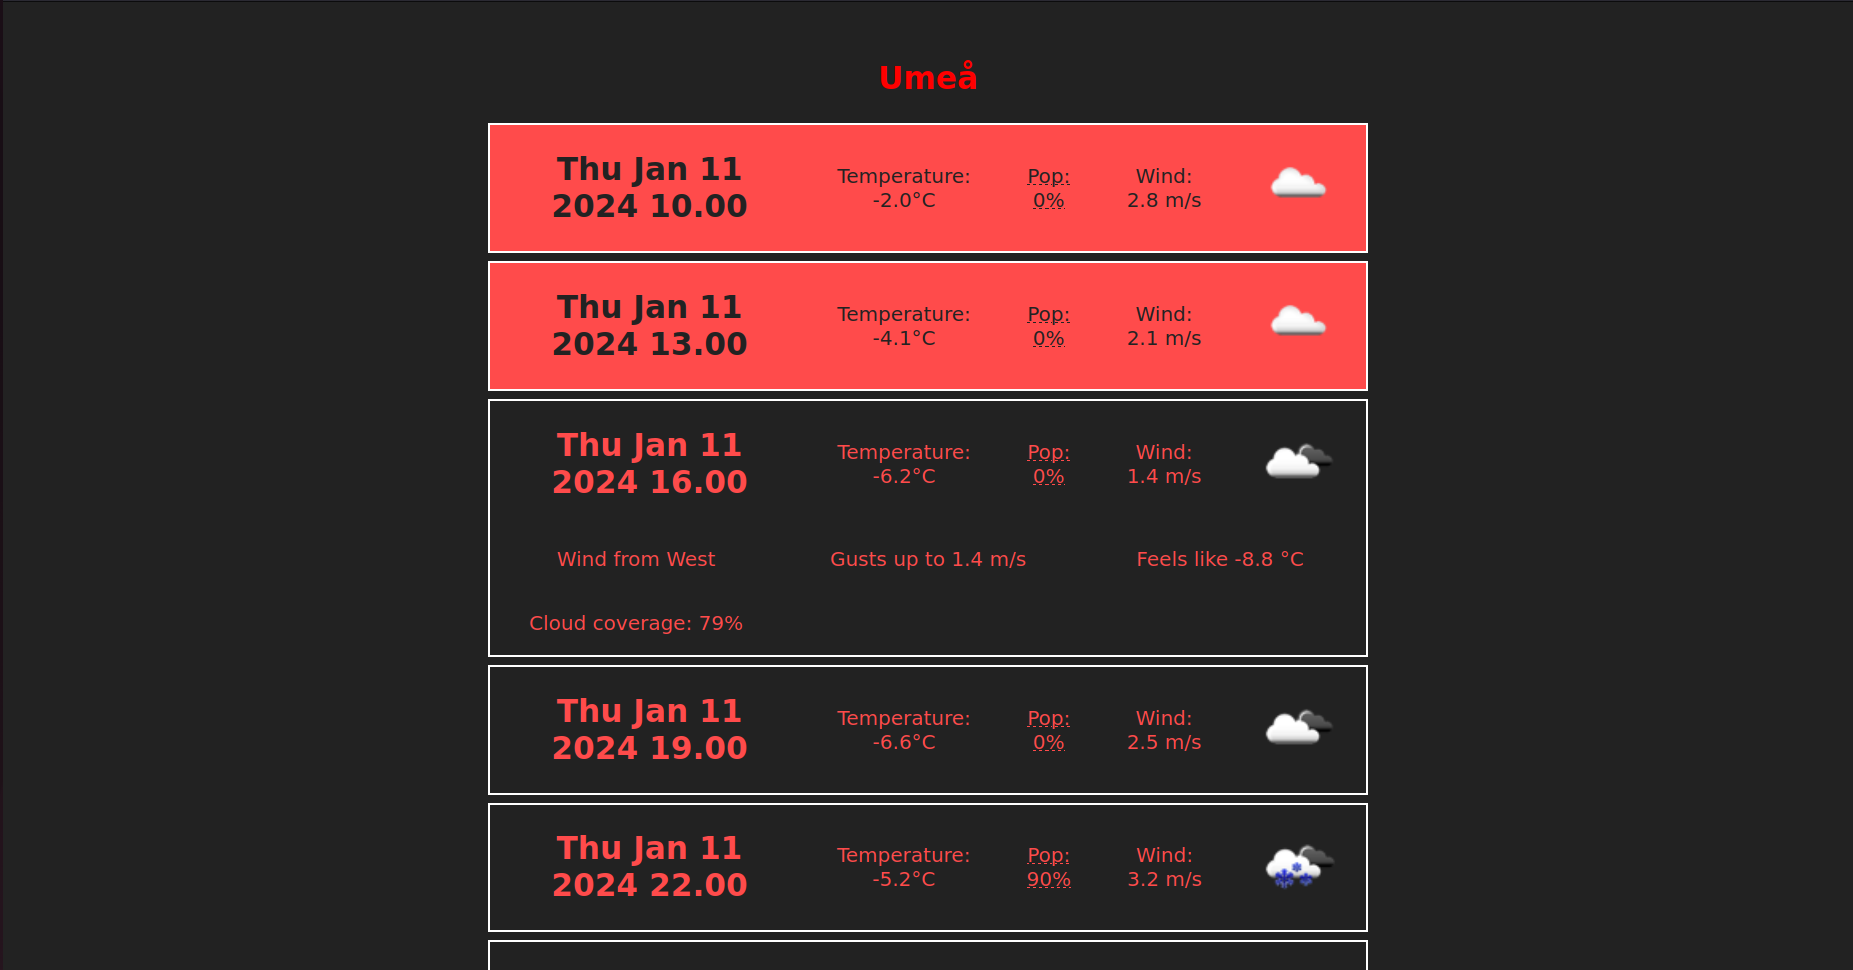 Umeå
Thu Jan 11
2024 10.00
Temperature:
-2.0°C
Pop:
0%
Wind:
2.8 m/s
Thu Jan 11
2024 13.00
Temperature:
-4.1°C
Pop:
0%
Wind:
2.1 m/s
Thu Jan 11
2024 16.00
Temperature:
-6.2°C
Pop:
0%
Wind:
1.4 m/s
Wind from West
Gusts up to 1.4 m/s
Feels like -8.8 °C
Cloud coverage: 79%
Thu Jan 11
2024 19.00
Temperature:
-6.6°C
Pop:
0%
Wind:
2.5 m/s
Thu Jan 11
2024 22.00
Temperature:
-5.2°C
Pop:
90%
Wind:
3.2 m/s